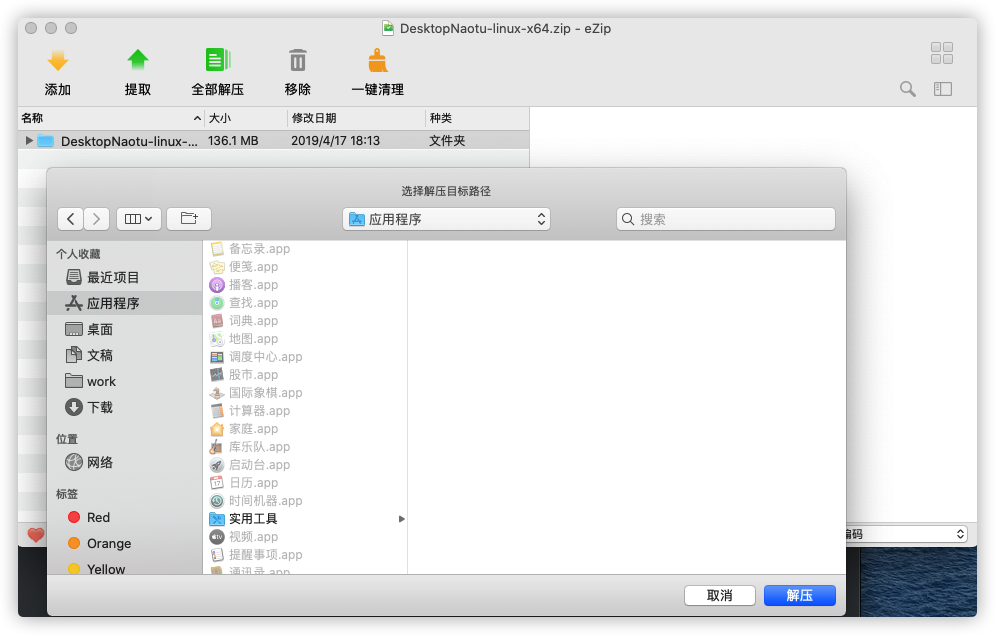 DesktopNaotu-linux-x64.zip - eZip
添加 提取 全部解压 移除 一键清理
名称 大小 修改日期 种类
DesktopNaotu-linux-... 136.1 MB 2019/4/17 18:13 文件夹
选择解压目标路径
应用程序 搜索
个人收藏
最近项目
应用程序
桌面
文稿
work
下载
位置
网络
标签
Red
Orange
Yellow
备忘录.app
便笺.app
播客.app
查找.app
词典.app
地图.app
调度中心.app
股市.app
国际象棋.app
计算器.app
家庭.app
库乐队.app
启动台.app
日历.app
时间机器.app
实用工具
视频.app
提醒事项.app
通讯录.app
编码
取消 解压